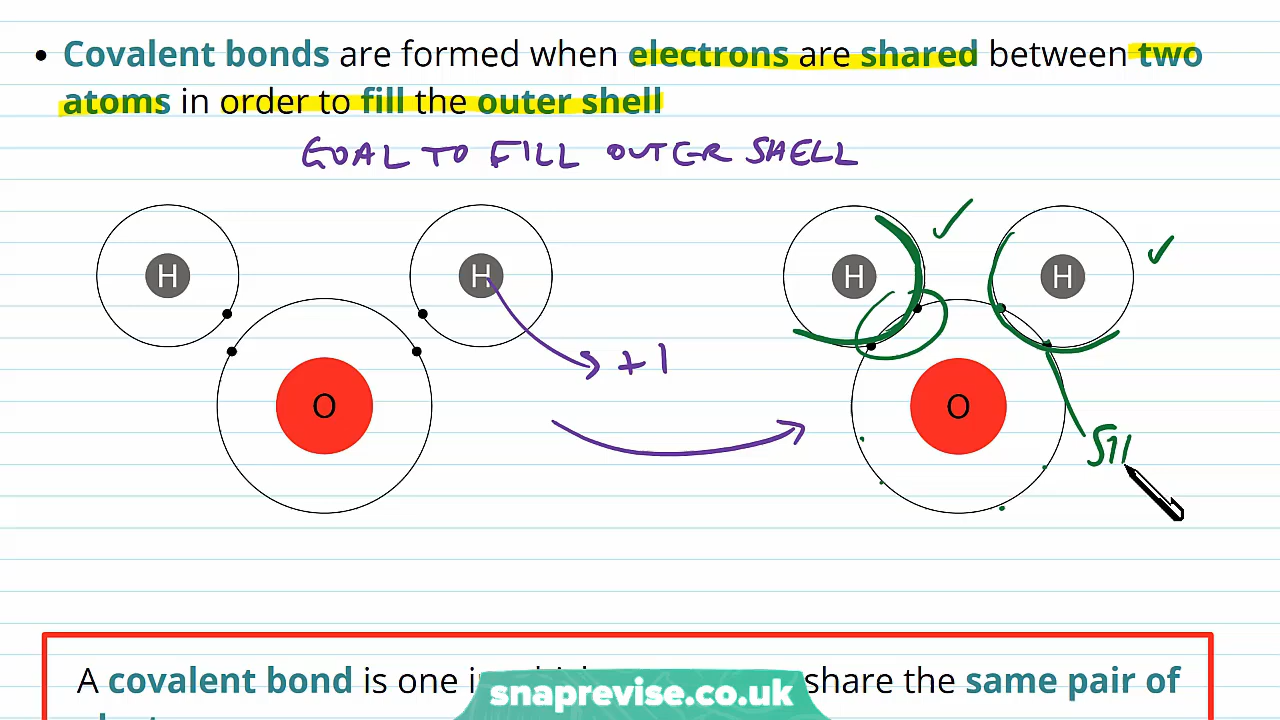 • Covalent bonds are formed when electrons are shared between two
atoms in order to fill the outer shell
GOAL TO FILL OUTER SHELL
H H H H
+1
O O
A covalent bond is one share the same pair of
snaprevise.co.uk